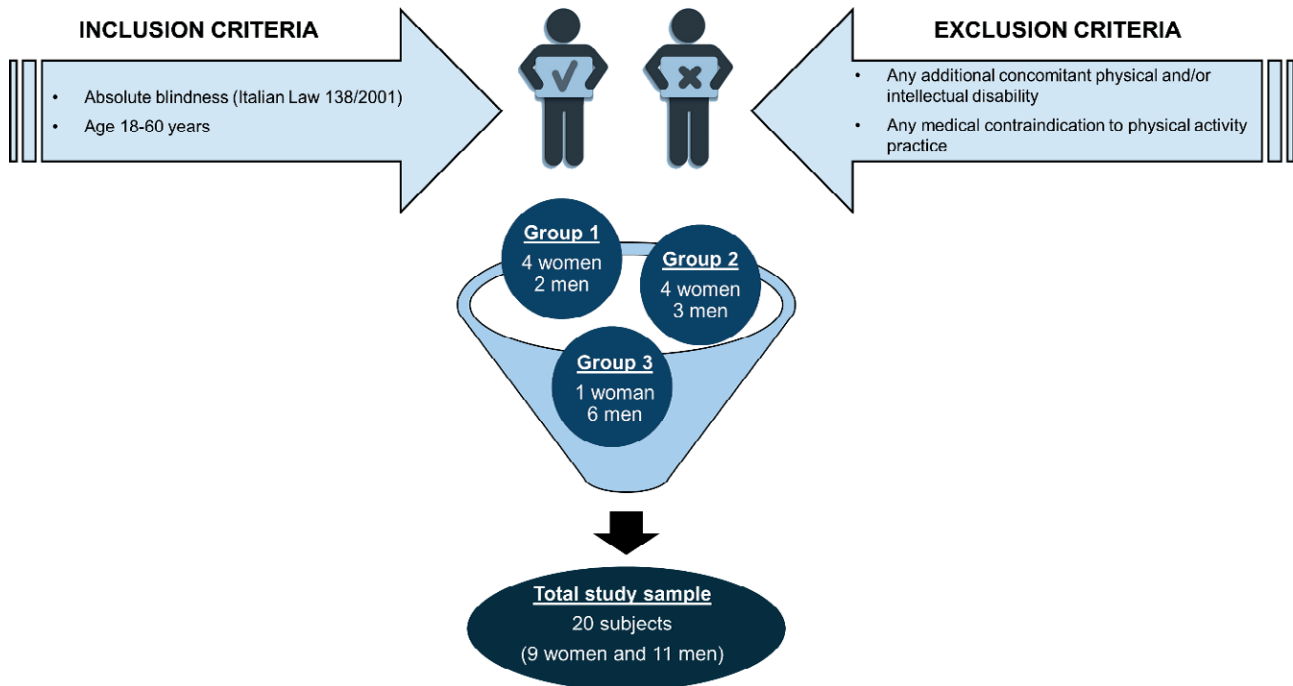 INCLUSION CRITERIA
• Absolute blindness (Italian Law 138/2001)
• Age 18-60 years
EXCLUSION CRITERIA
• Any additional concomitant physical and/or
intellectual disability
• Any medical contraindication to physical activity
practice
Group 1
4 women
2 men
Group 2
4 women
3 men
Group 3
1 woman
6 men
Total study sample
20 subjects
(9 women and 11 men)